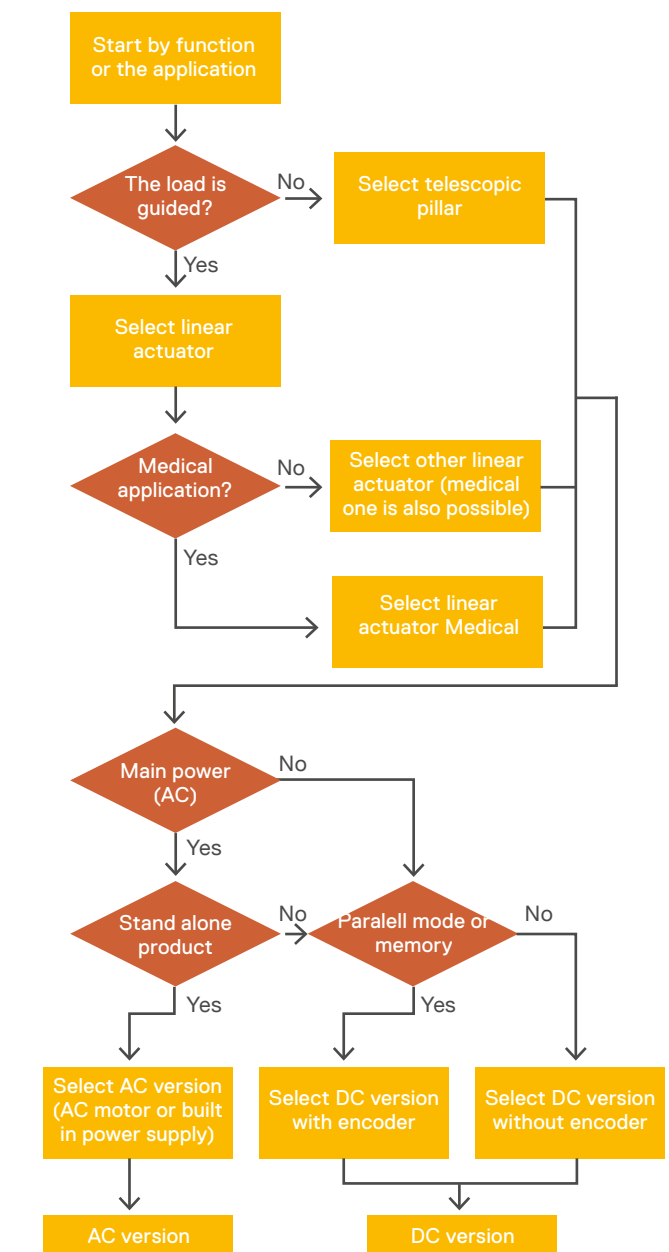 Start by function
or the application
The load is
guided?
No
Select telescopic
pillar
Yes
Select linear
actuator
Medical
application?
No
Select other linear
actuator (medical
one is also possible)
Yes
Select linear
actuator Medical
Main power
(AC)
No
Yes
Stand alone
product
No
Paralell mode or
memory
No
Yes
Yes
Select AC version
(AC motor or built
in power supply)
Select DC version
with encoder
Select DC version
without encoder
AC version
DC version